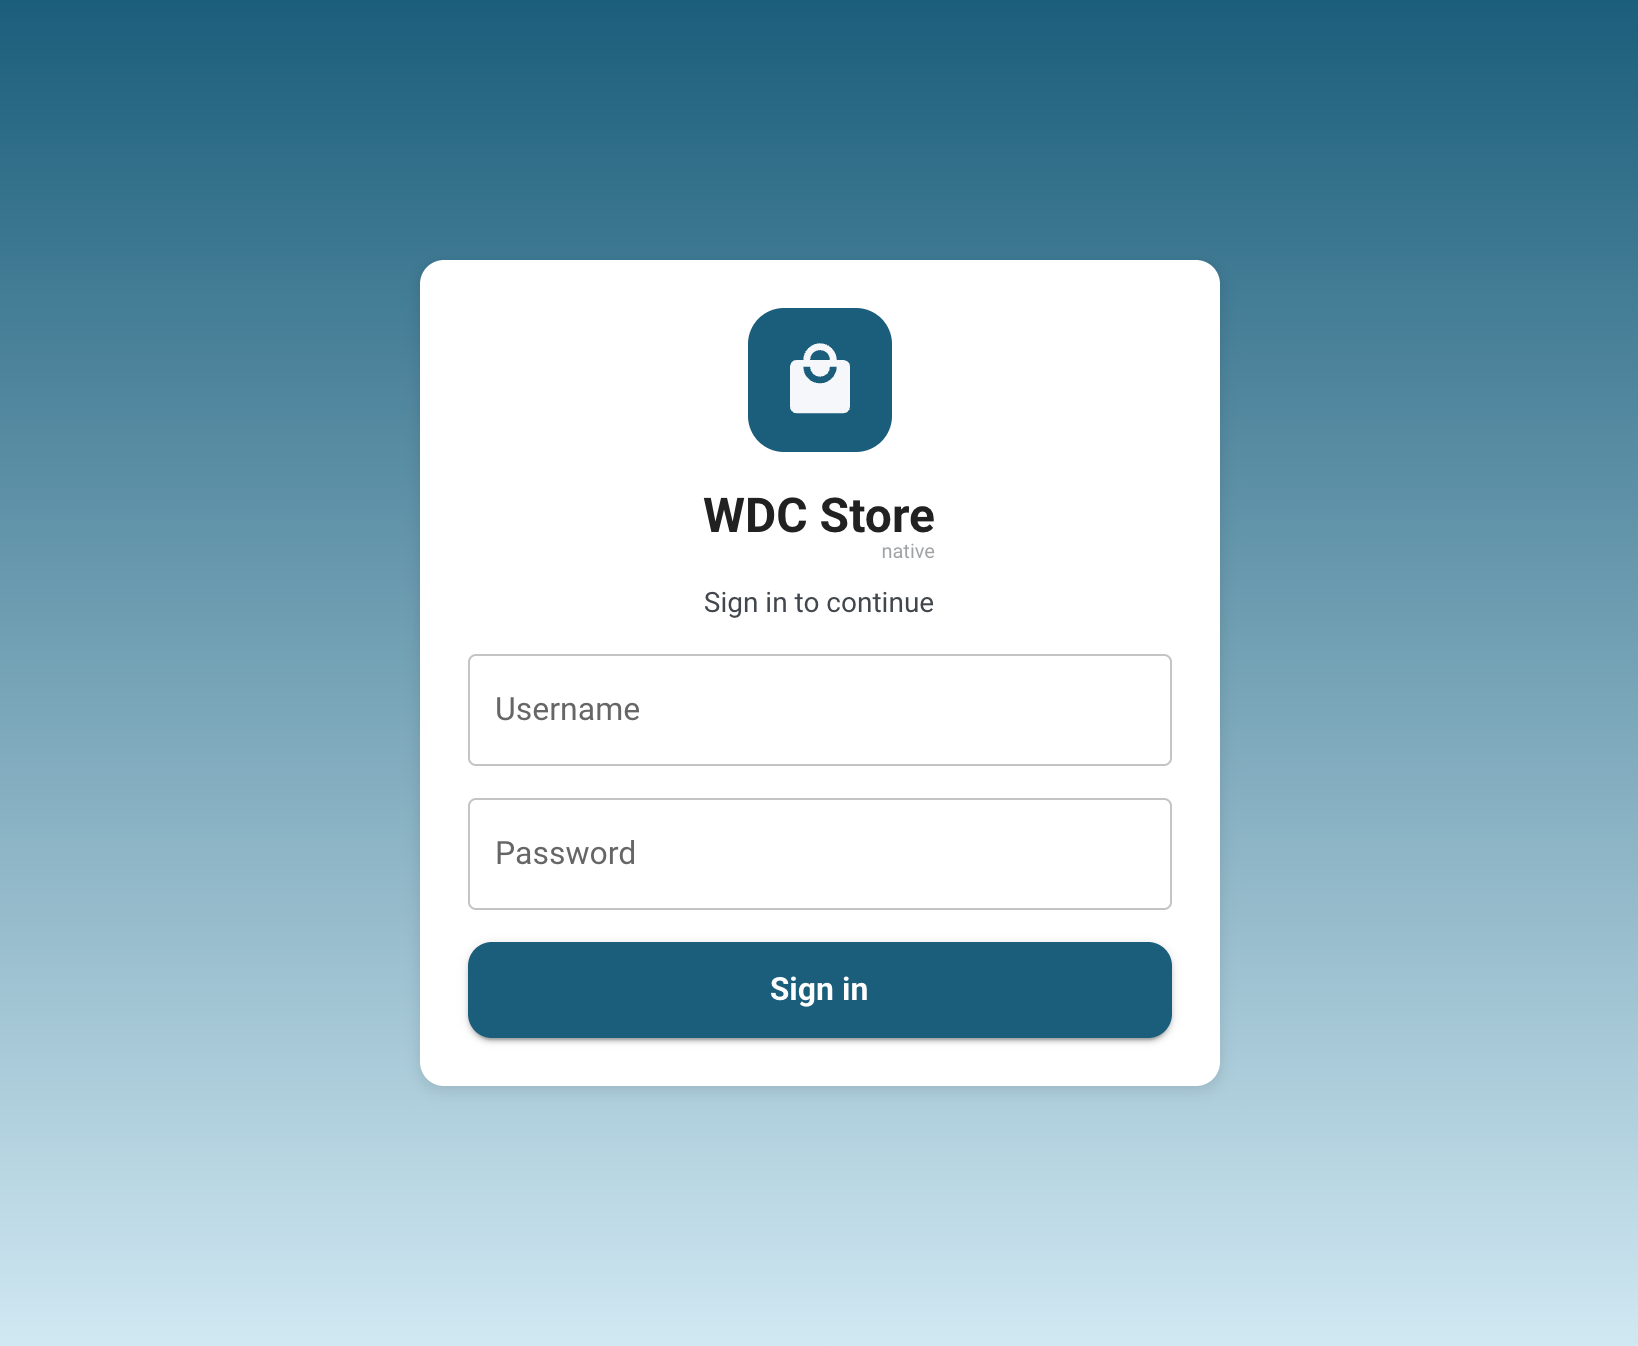 WDC Store
native
Sign in to continue
Username
Password
Sign in